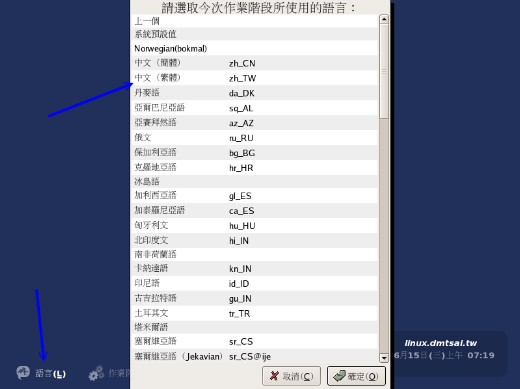 請選取今次作業階段所使用的語言：
上一個
系統預設值
Norwegian(bokmal)
中文（簡體） zh_CN
中文（繁體） zh_TW
丹麥語 da_DK
亞爾巴尼亞語 sq_AL
亞賽拜然語 az_AZ
俄文 ru_RU
保加利亞語 bg_BG
克羅地亞語 hr_HR
冰島語
加利西亞語 gl_ES
加泰羅尼亞語 ca_ES
匈牙利文 hu_HU
北印度文 hi_IN
南非荷蘭語
卡納達語 kn_IN
印尼語 id_ID
古吉拉特語 gu_IN
土耳其文 tr_TR
塔米爾語
塞爾維亞語 sr_CS
塞爾維亞語（Jekavian） sr_CS@ije
取消(C) 確定(O)
語言(L) 作業階
linux.dmtsai.tw
6月15日(三)上午 07:19